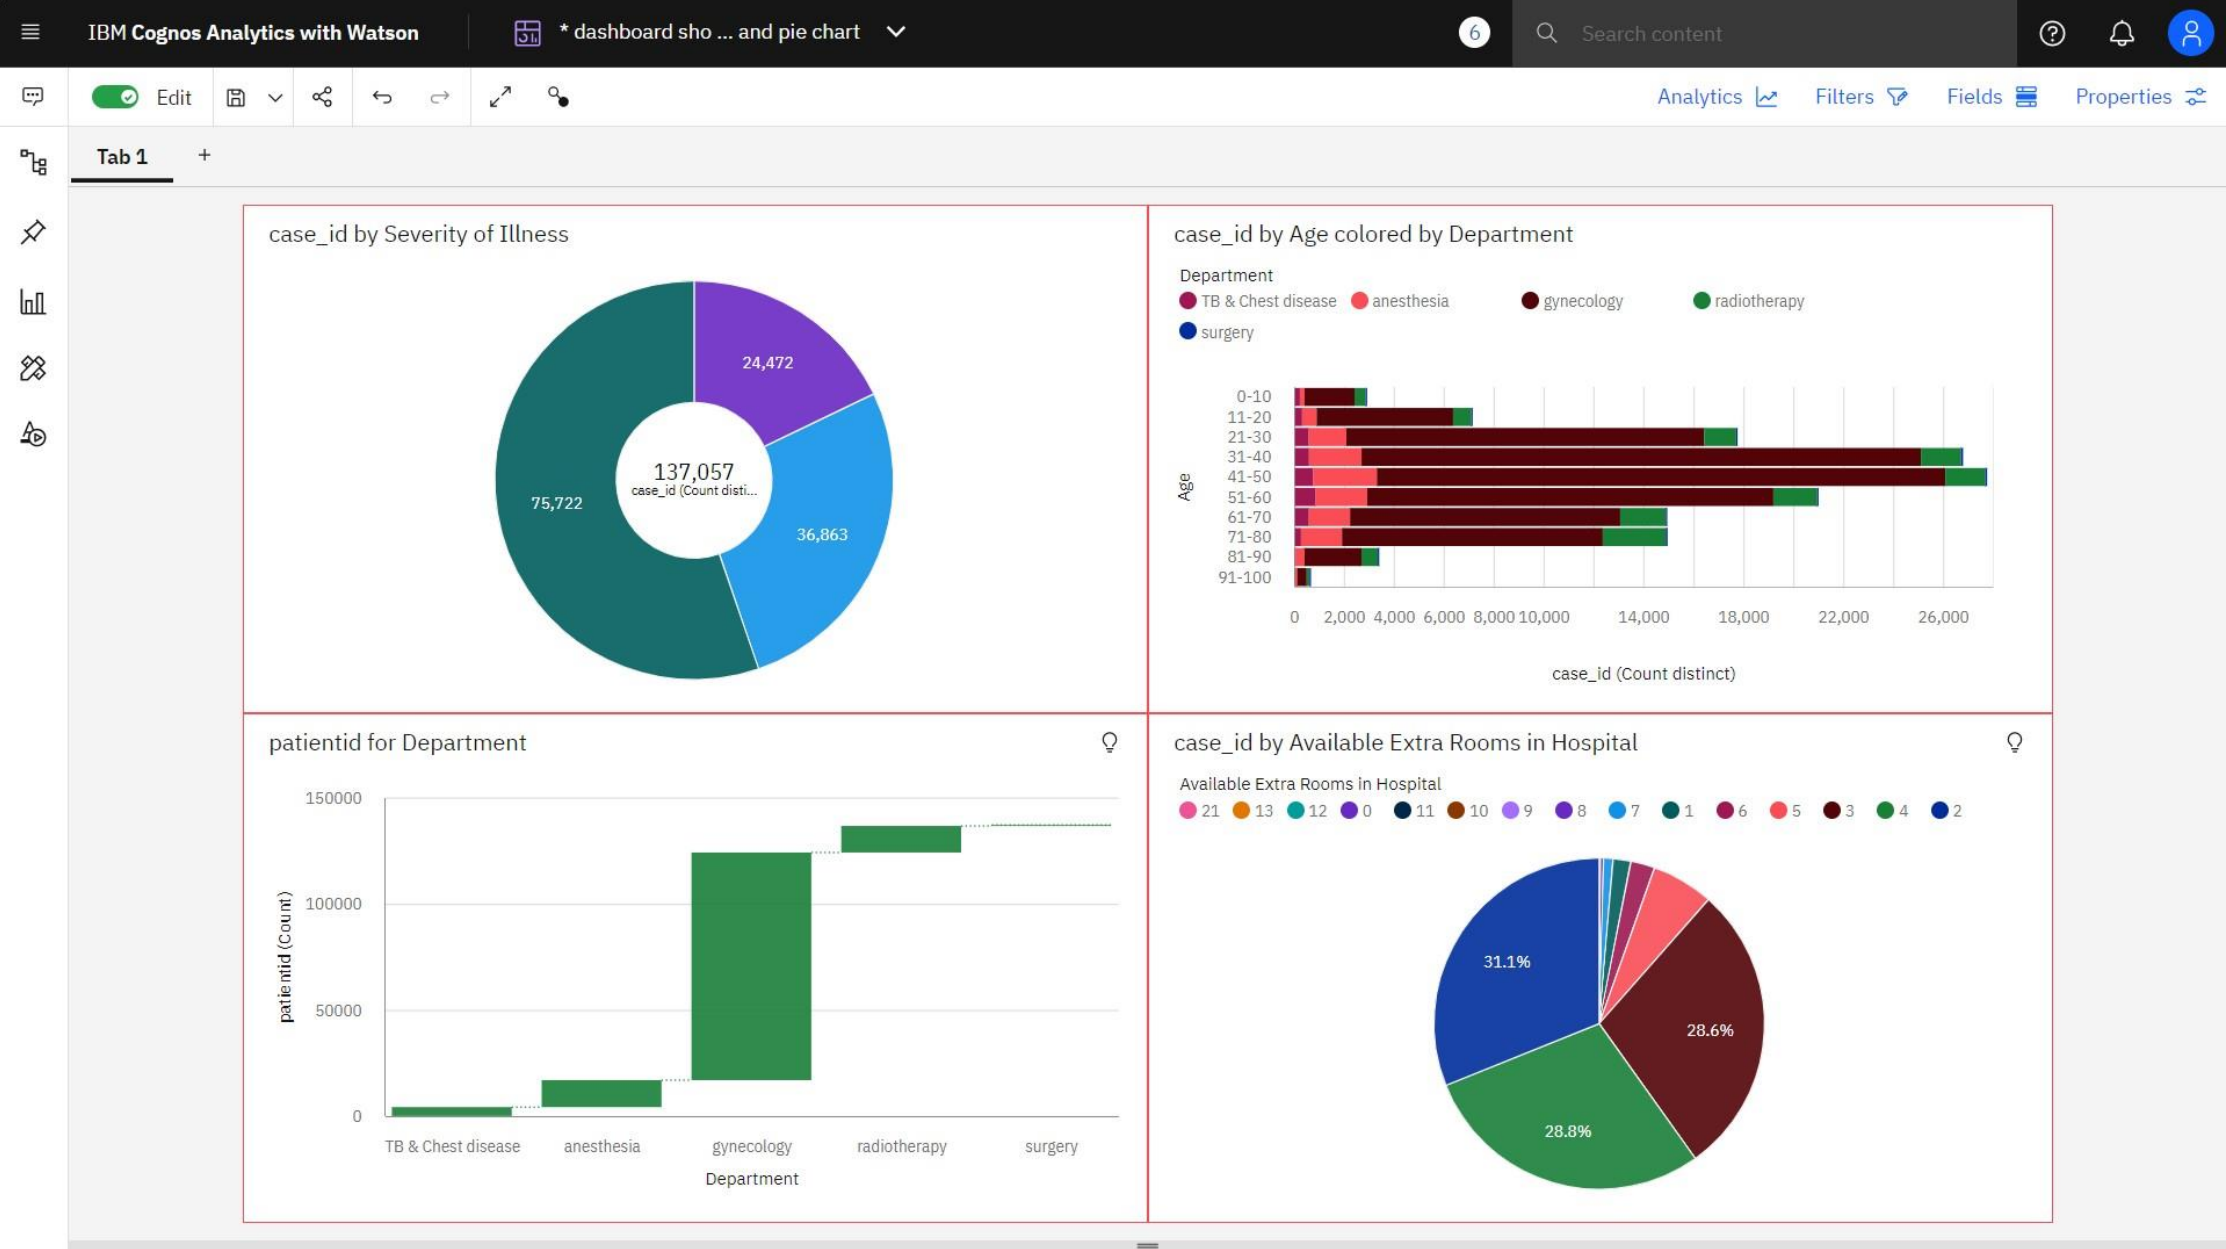 IBM Cognos Analytics with Watson
* dashboard sho ... and pie chart
6
Search content
Edit
Analytics
Filters
Fields
Properties
Tab 1
case_id by Severity of Illness
24,472
137,057
case_id (Count disti...
75,722
36,863
case_id by Age colored by Department
Department
TB & Chest disease anesthesia gynecology radiotherapy
surgery
Age
0-10
11-20
21-30
31-40
41-50
51-60
61-70
71-80
81-90
91-100
0 2,000 4,000 6,000 8,000 10,000 14,000 18,000 22,000 26,000
case_id (Count distinct)
patientid for Department
patientid (Count)
150000
100000
50000
0
TB & Chest disease anesthesia gynecology radiotherapy surgery
Department
case_id by Available Extra Rooms in Hospital
Available Extra Rooms in Hospital
21 13 12 0 11 10 9 8 7 1 6 5 3 4 2
31.1%
28.6%
28.8%